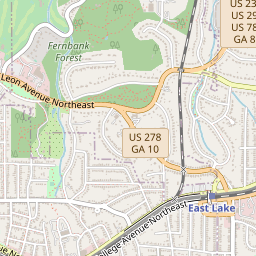 US 23
US 29
US 78
GA 8
Fernbank
Forest
Leon Avenue Northeast
US 278
GA 10
East Lake
llege Avenue Northeast